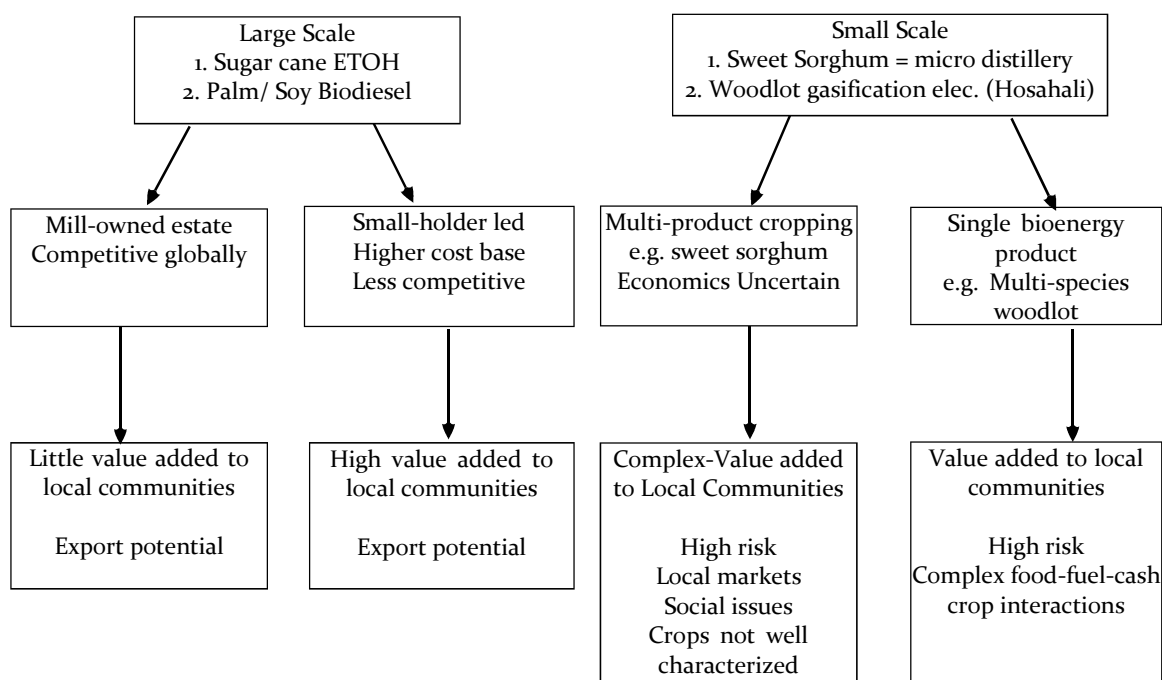 Large Scale
1. Sugar cane ETOH
2. Palm/ Soy Biodiesel
Small Scale
1. Sweet Sorghum = micro distillery
2. Woodlot gasification elec. (Hosahali)
Mill-owned estate
Competitive globally
Small-holder led
Higher cost base
Less competitive
Multi-product cropping
e.g. sweet sorghum
Economics Uncertain
Single bioenergy
product
e.g. Multi-species
woodlot
Little value added to
local communities
Export potential
High value added to
local communities
Export potential
Complex-Value added
to Local Communities
High risk
Local markets
Social issues
Crops not well
characterized
Value added to local
communities
High risk
Complex food-fuel-cash
crop interactions